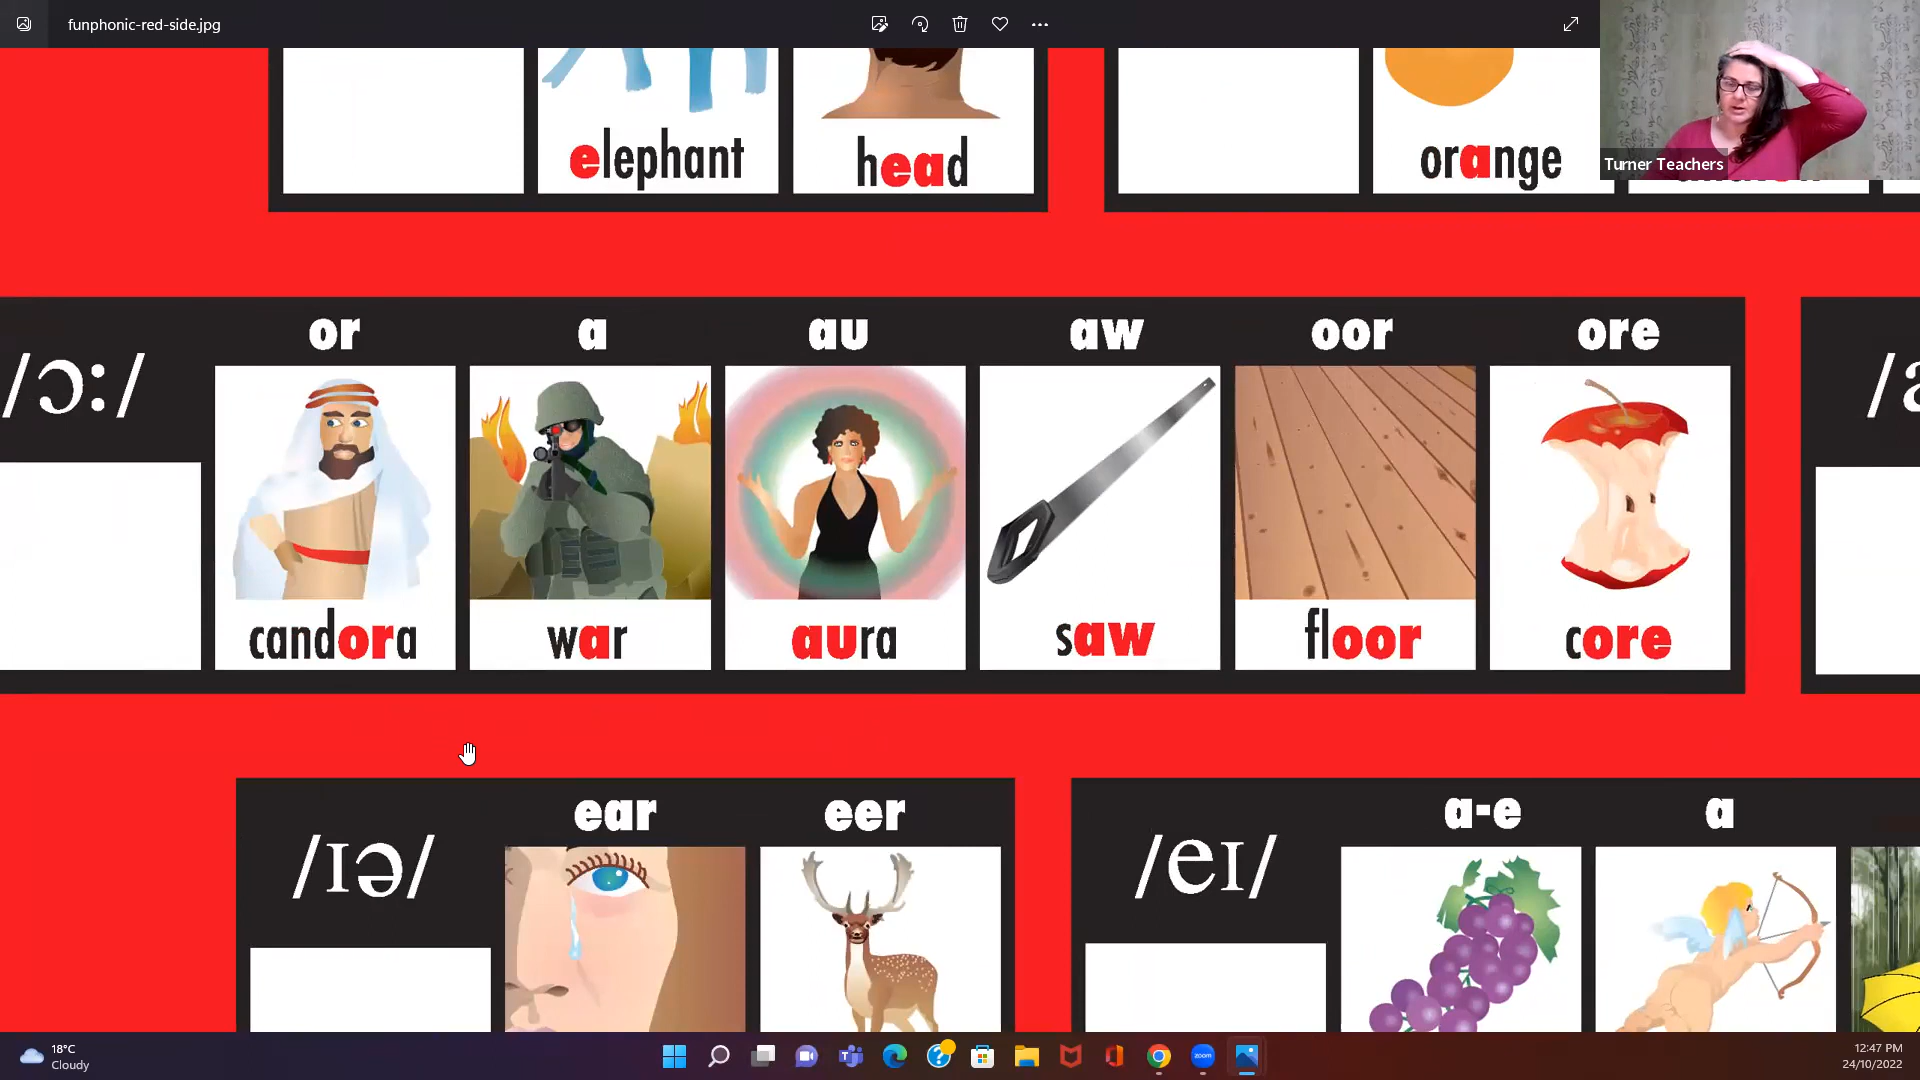 funphonic-red-side.jpg
Turner Teachers
elephant
head
orange
/ɔː/
or
a
au
aw
oor
ore
candora
war
aura
saw
floor
core
/ɪə/
ear
eer
/eɪ/
a-e
a
18°C
Cloudy
zoom
12:47 PM
24/10/2022